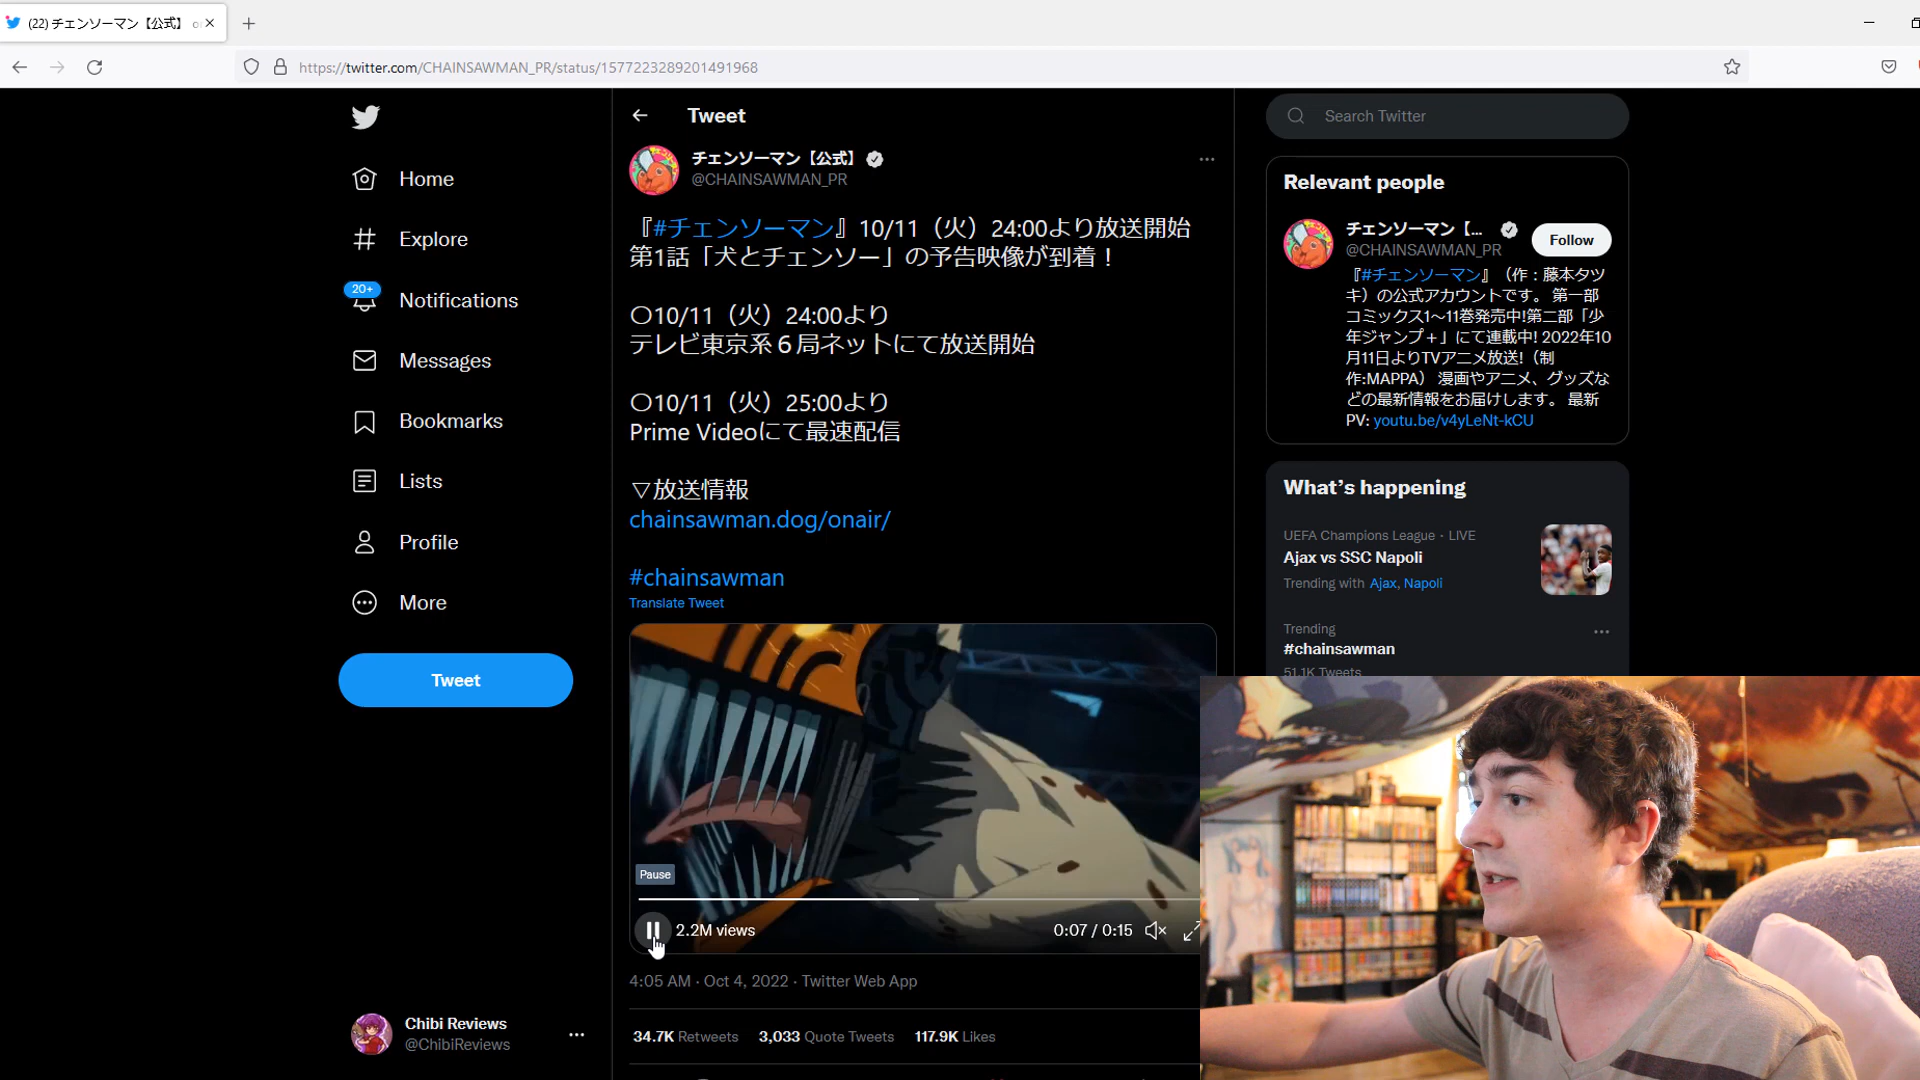 (22) チェンソーマン【公式】
https://twitter.com/CHAINSAWMAN_PR/status/1577223289201491968
Home
Explore
20+
Notifications
Messages
Bookmarks
Lists
Profile
More
Tweet
Chibi Reviews
@ChibiReviews
Tweet
チェンソーマン【公式】
@CHAINSAWMAN_PR
『#チェンソーマン』10/11（火）24:00より放送開始
第1話「犬とチェンソー」の予告映像が到着！
〇10/11（火）24:00より
テレビ東京系６局ネットにて放送開始
〇10/11（火）25:00より
Prime Videoにて最速配信
▽放送情報
chainsawman.dog/onair/
#chainsawman
Translate Tweet
Pause
2.2M views
0:07 / 0:15
4:05 AM · Oct 4, 2022 · Twitter Web App
34.7K Retweets 3,033 Quote Tweets 117.9K Likes
Search Twitter
Relevant people
チェンソーマン【...
@CHAINSAWMAN_PR
Follow
『#チェンソーマン』（作：藤本タツ
キ）の公式アカウントです。 第一部
コミックス1〜11巻発売中!第二部「少
年ジャンプ＋」にて連載中! 2022年10
月11日よりTVアニメ放送!（制
作:MAPPA） 漫画やアニメ、グッズな
どの最新情報をお届けします。 最新
PV: youtu.be/v4yLeNt-kCU
What's happening
UEFA Champions League · LIVE
Ajax vs SSC Napoli
Trending with Ajax, Napoli
Trending
#chainsawman
51.1K Tweets